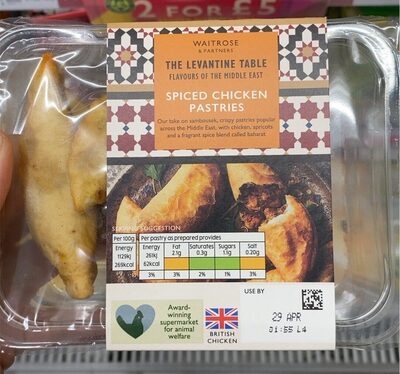 2 FOR £5
WAITROSE
& PARTNERS
THE LEVANTINE TABLE
FLAVOURS OF THE MIDDLE EAST
SPICED CHICKEN
PASTRIES
Our take on sambousek, crispy pastries popular
across the Middle East, with chicken, apricots
and a fragrant spice blend called baharat
SERVING SUGGESTION
Per 100g Per pastry as prepared provides
Energy Energy Fat Saturates Sugars Salt
1129kJ 261kJ 2.1g 0.3g 1.1g 0.20g
269kcal 62kcal
3% 3% 2% 1% 3%
Award-
winning
supermarket
for animal
welfare
BRITISH
CHICKEN
USE BY
29 APR
01:55 L4